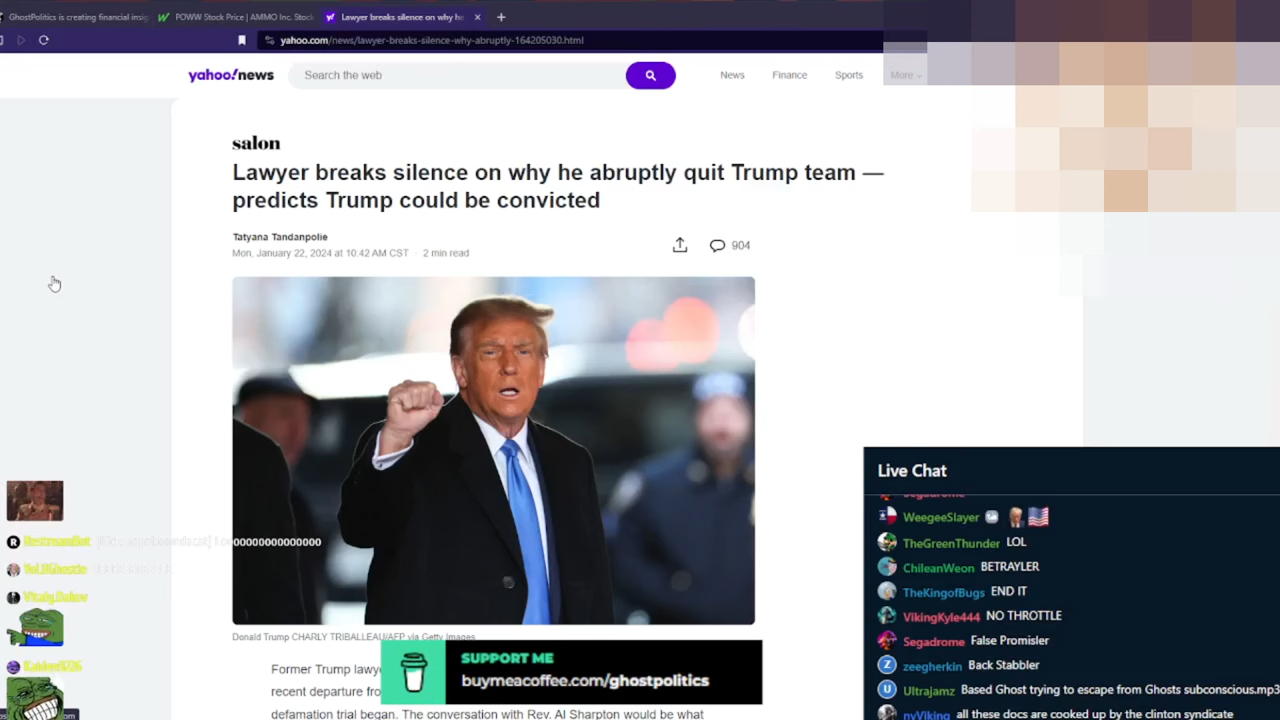 GhostPolitics is creating financial insig
POWW Stock Price | AMMO Inc. Stock
Lawyer breaks silence on why he
yahoo.com/news/lawyer-breaks-silence-why-abruptly-164205030.html
yahoo!news
Search the web
News
Finance
Sports
More
salon
Lawyer breaks silence on why he abruptly quit Trump team —
predicts Trump could be convicted
Tatyana Tandanpolie
Mon, January 22, 2024 at 10:42 AM CST · 2 min read
904
Donald Trump CHARLY TRIBALLEAU/AFP via Getty Images
Former Trump lawye
recent departure fro
defamation trial began. The conversation with Rev. Al Sharpton would be what
SUPPORT ME
buymeacoffee.com/ghostpolitics
Live Chat
Segadrome
WeegeeSlayer
TheGreenThunder LOL
ChileanWeon BETRAYLER
TheKingofBugs END IT
VikingKyle444 NO THROTTLE
Segadrome False Promisler
zeegherkin Back Stabbler
Ultrajamz Based Ghost trying to escape from Ghosts subconscious.mp3
nyViking all these docs are cooked up by the clinton syndicate